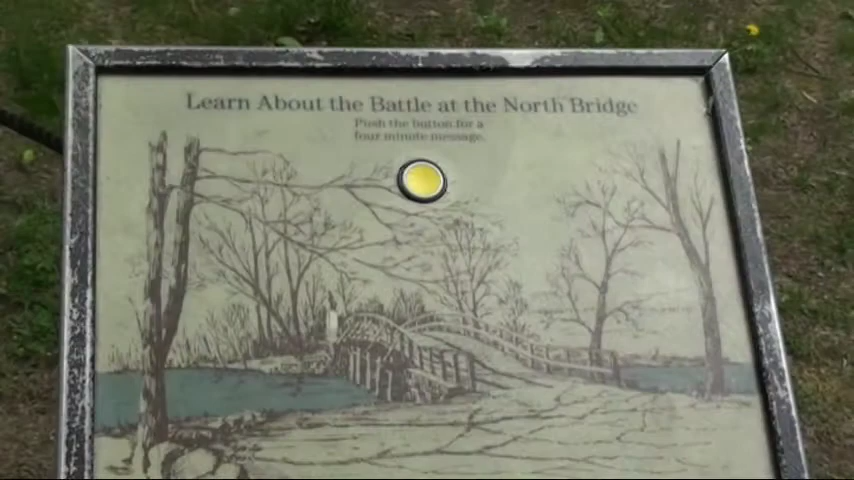 Learn About the Battle at the North Bridge
Push the button for a
four minute message.